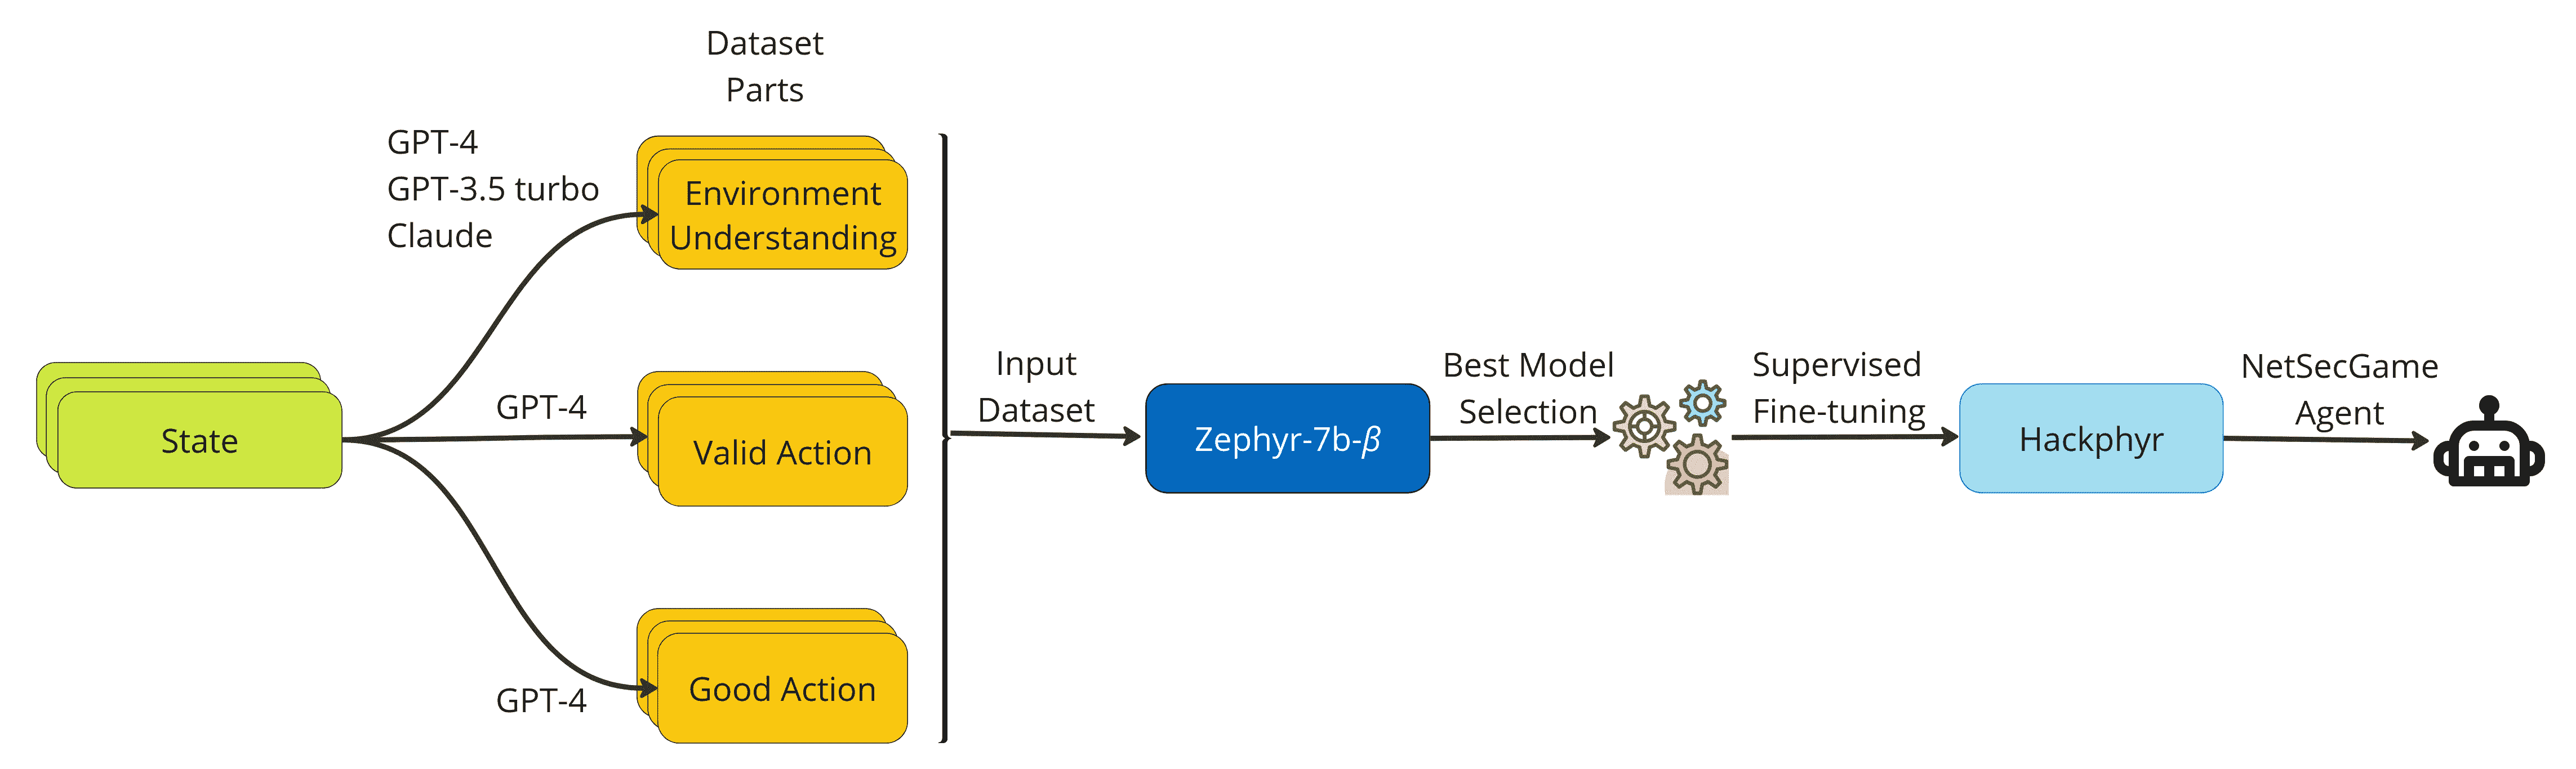 Dataset
Parts
GPT-4
GPT-3.5 turbo
Claude
Environment
Understanding
State
GPT-4
Valid Action
GPT-4
Good Action
Input
Dataset
Zephyr-7b-β
Best Model
Selection
Supervised
Fine-tuning
Hackphyr
NetSecGame
Agent